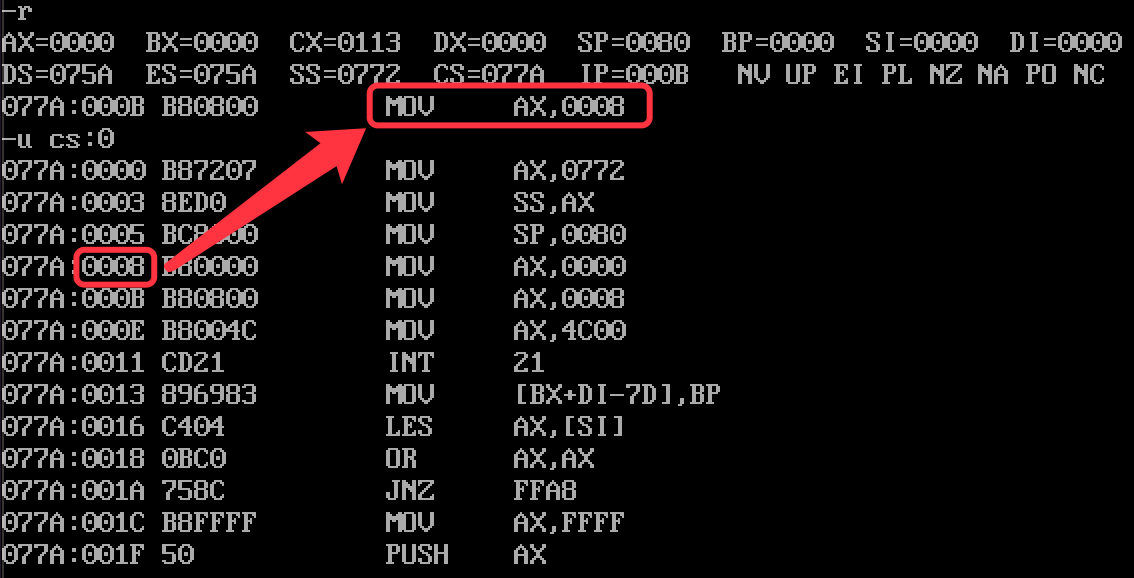 -r
AX=0000 BX=0000 CX=0113 DX=0000 SP=0080 BP=0000 SI=0000 DI=0000
DS=075A ES=075A SS=0772 CS=077A IP=000B NV UP EI PL NZ NA PO NC
077A:000B B80800 MOV AX,0008
-u cs:0
077A:0000 B87207 MOV AX,0772
077A:0003 8ED0 MOV SS,AX
077A:0005 BC8000 MOV SP,0080
077A:0008 B80000 MOV AX,0000
077A:000B B80800 MOV AX,0008
077A:000E B8004C MOV AX,4C00
077A:0011 CD21 INT 21
077A:0013 896983 MOV [BX+DI-7D],BP
077A:0016 C404 LES AX,[SI]
077A:0018 0BC0 OR AX,AX
077A:001A 758C JNZ FFA8
077A:001C B8FFFF MOV AX,FFFF
077A:001F 50 PUSH AX